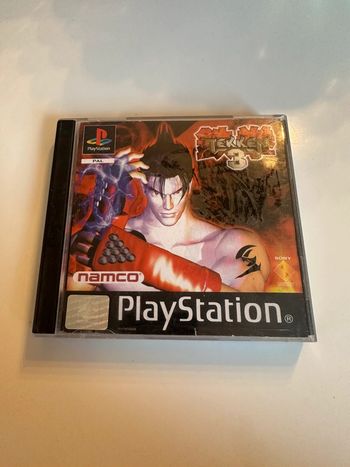 PlayStation
PAL
TEKKEN
3
namco
SONY
PlayStation®